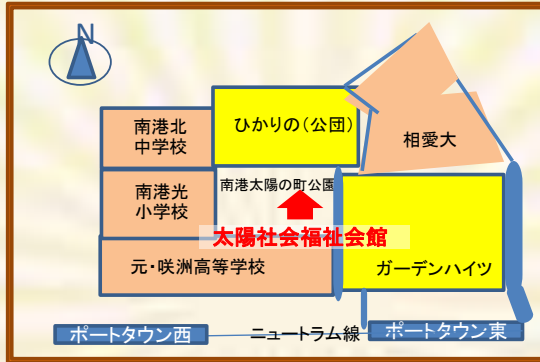 N
南港北
中学校
ひかりの(公団)
相愛大
南港光
小学校
南港太陽の町公園
太陽社会福祉会館
元・咲洲高等学校
ガーデンハイツ
ポートタウン西
ニュートラム線
ポートタウン東